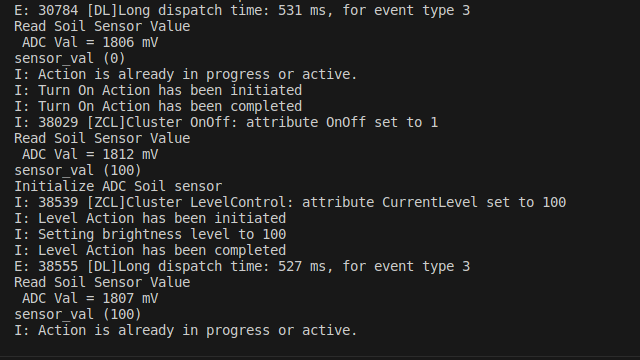 E: 30784 [DL]Long dispatch time: 531 ms, for event type 3
Read Soil Sensor Value
 ADC Val = 1806 mV
sensor_val (0)
I: Action is already in progress or active.
I: Turn On Action has been initiated
I: Turn On Action has been completed
I: 38029 [ZCL]Cluster OnOff: attribute OnOff set to 1
Read Soil Sensor Value
 ADC Val = 1812 mV
sensor_val (100)
Initialize ADC Soil sensor
I: 38539 [ZCL]Cluster LevelControl: attribute CurrentLevel set to 100
I: Level Action has been initiated
I: Setting brightness level to 100
I: Level Action has been completed
E: 38555 [DL]Long dispatch time: 527 ms, for event type 3
Read Soil Sensor Value
 ADC Val = 1807 mV
sensor_val (100)
I: Action is already in progress or active.